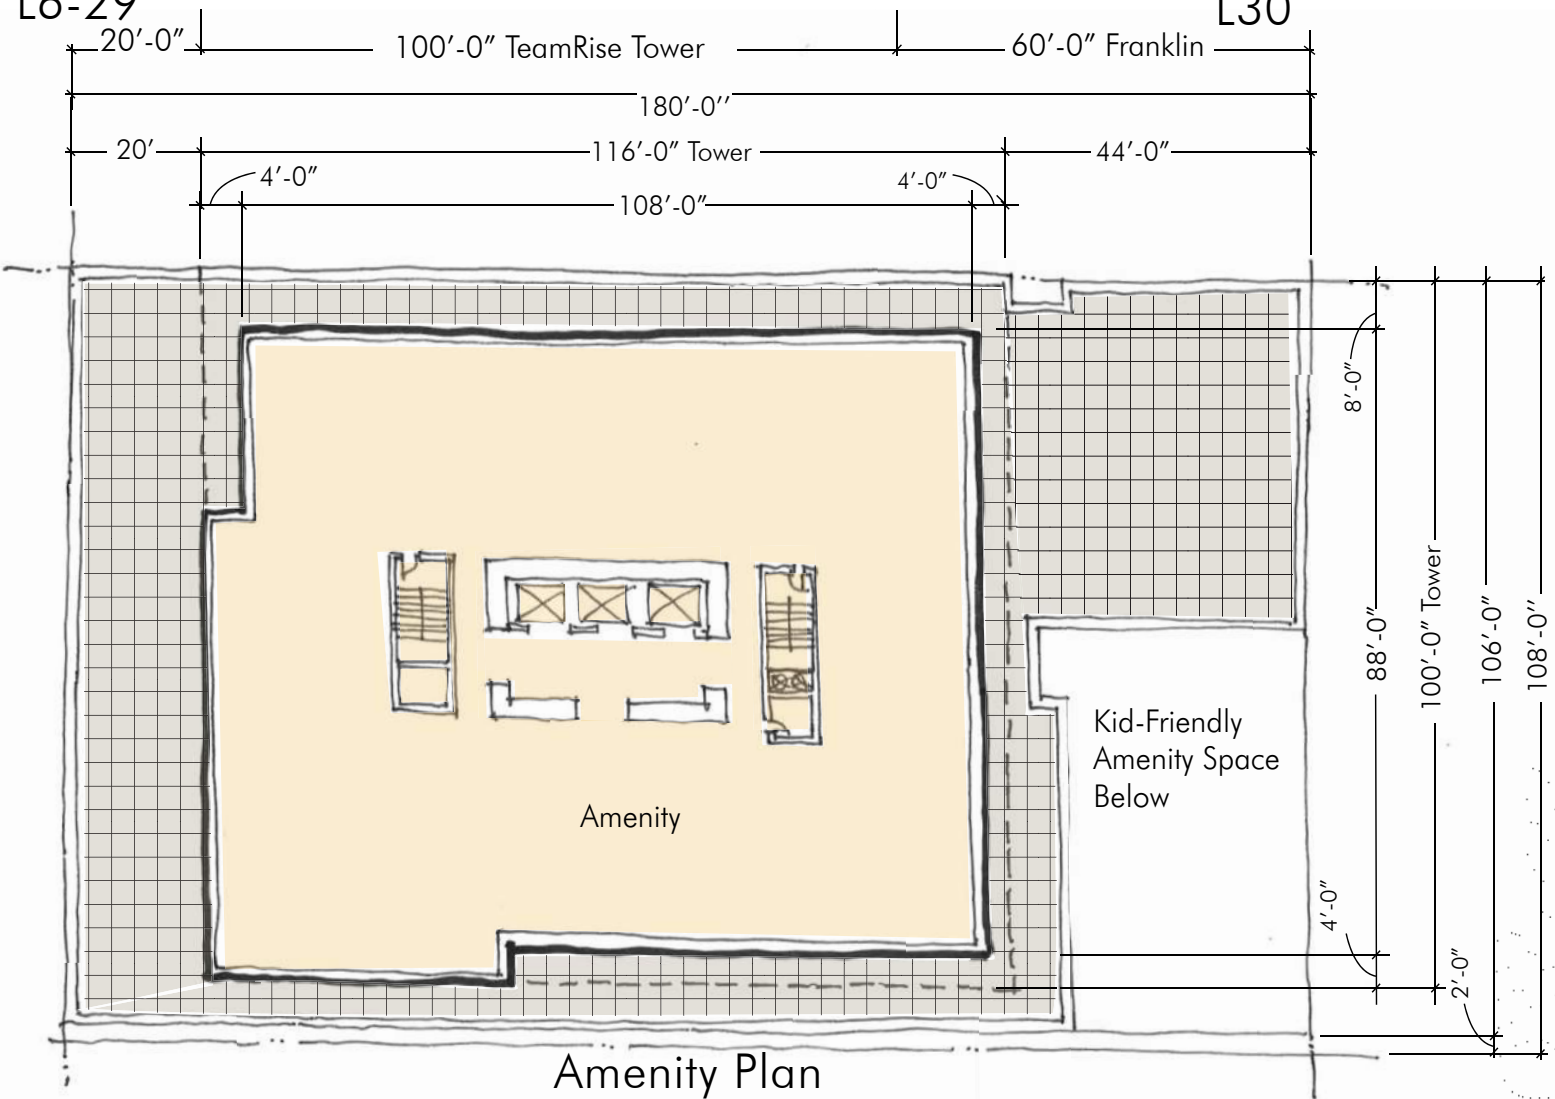 L6-29
L30
20'-0" 100'-0" TeamRise Tower 60'-0" Franklin
180'-0''
20' 116'-0" Tower 44'-0"
4'-0" 4'-0"
108'-0"
8'-0"
88'-0"
100'-0" Tower
106'-0"
108'-0''
Kid-Friendly
Amenity Space
Below
Amenity
4'-0"
2'-0"
Amenity Plan